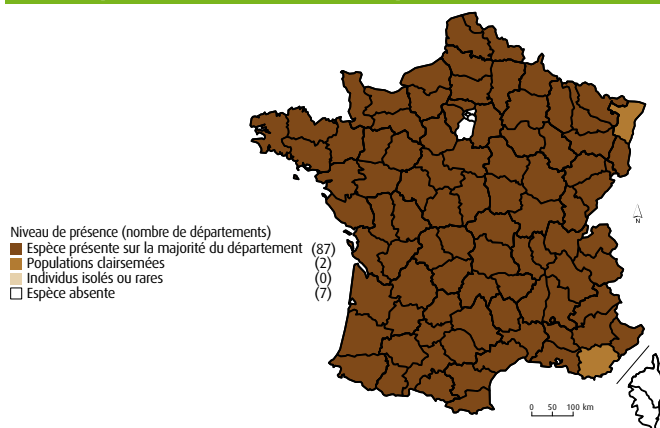 Niveau de présence (nombre de départements)
Espèce présente sur la majorité du département (87)
Populations clairsemées (2)
Individus isolés ou rares (0)
Espèce absente (7)
N
0 50 100 km